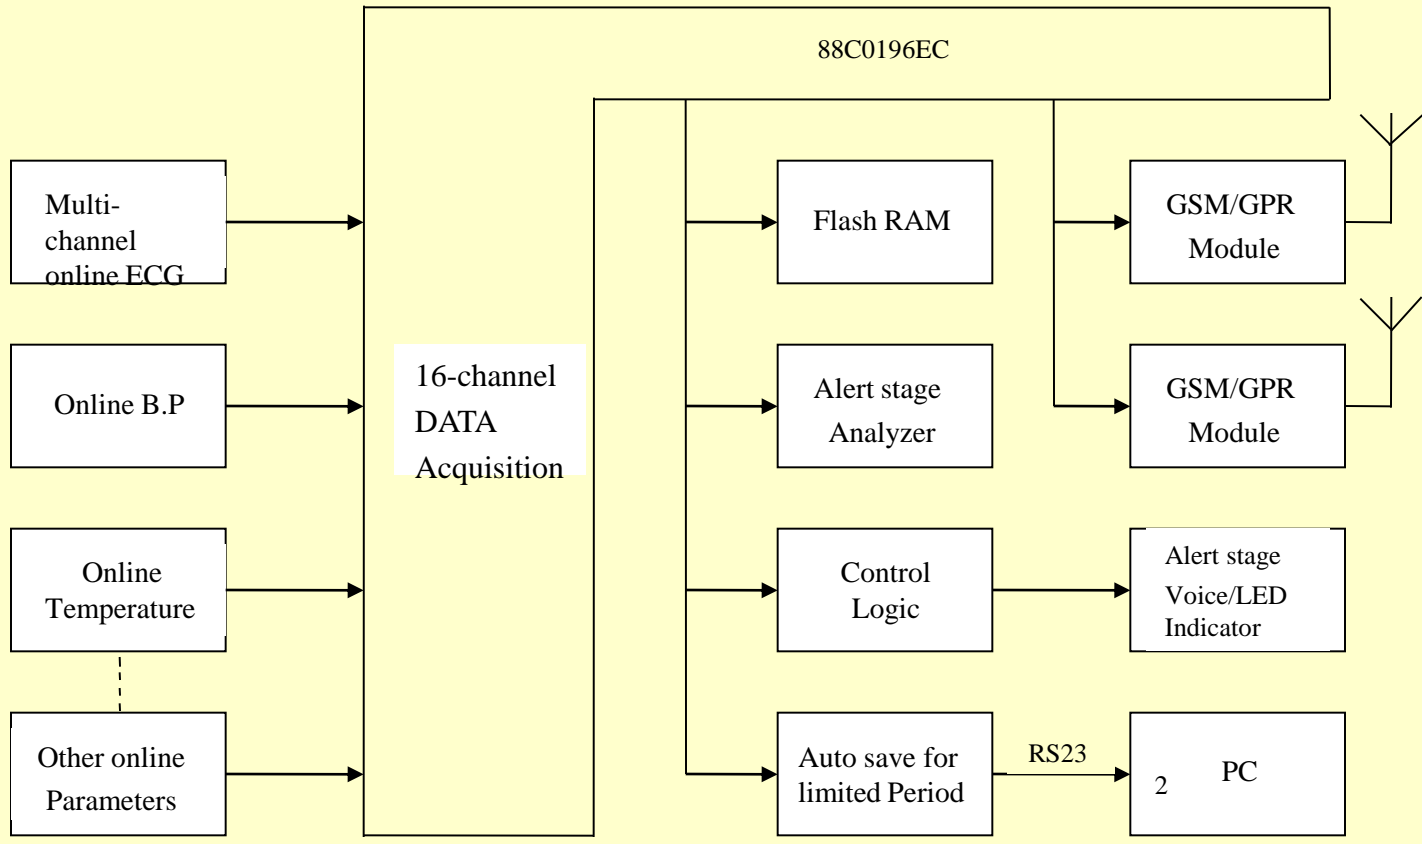 88C0196EC
Multi-
channel
online ECG
Online B.P
Online
Temperature
Other online
Parameters
16-channel
DATA
Acquisition
Flash RAM
Alert stage
Analyzer
Control
Logic
Auto save for
limited Period
GSM/GPR
Module
GSM/GPR
Module
Alert stage
Voice/LED
Indicator
RS23
2
PC